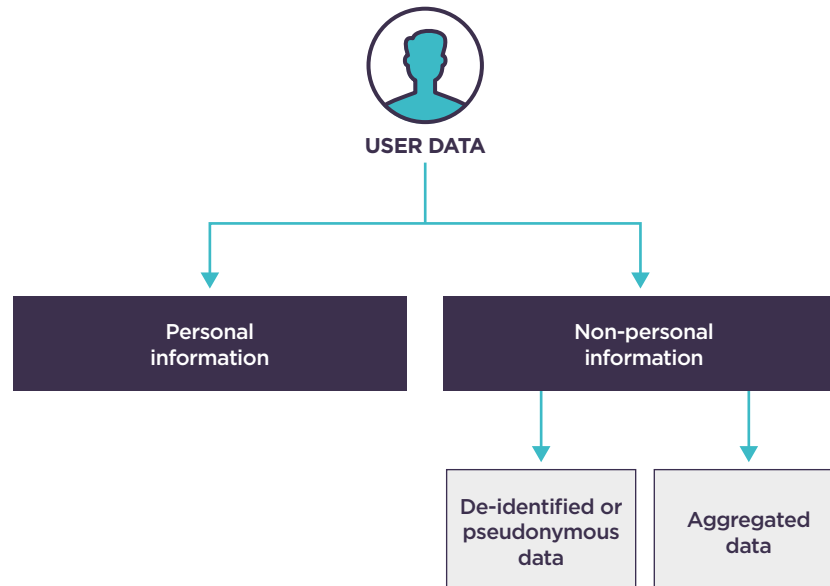 USER DATA
Personal
information
Non-personal
information
De-identified or
pseudonymous
data
Aggregated
data